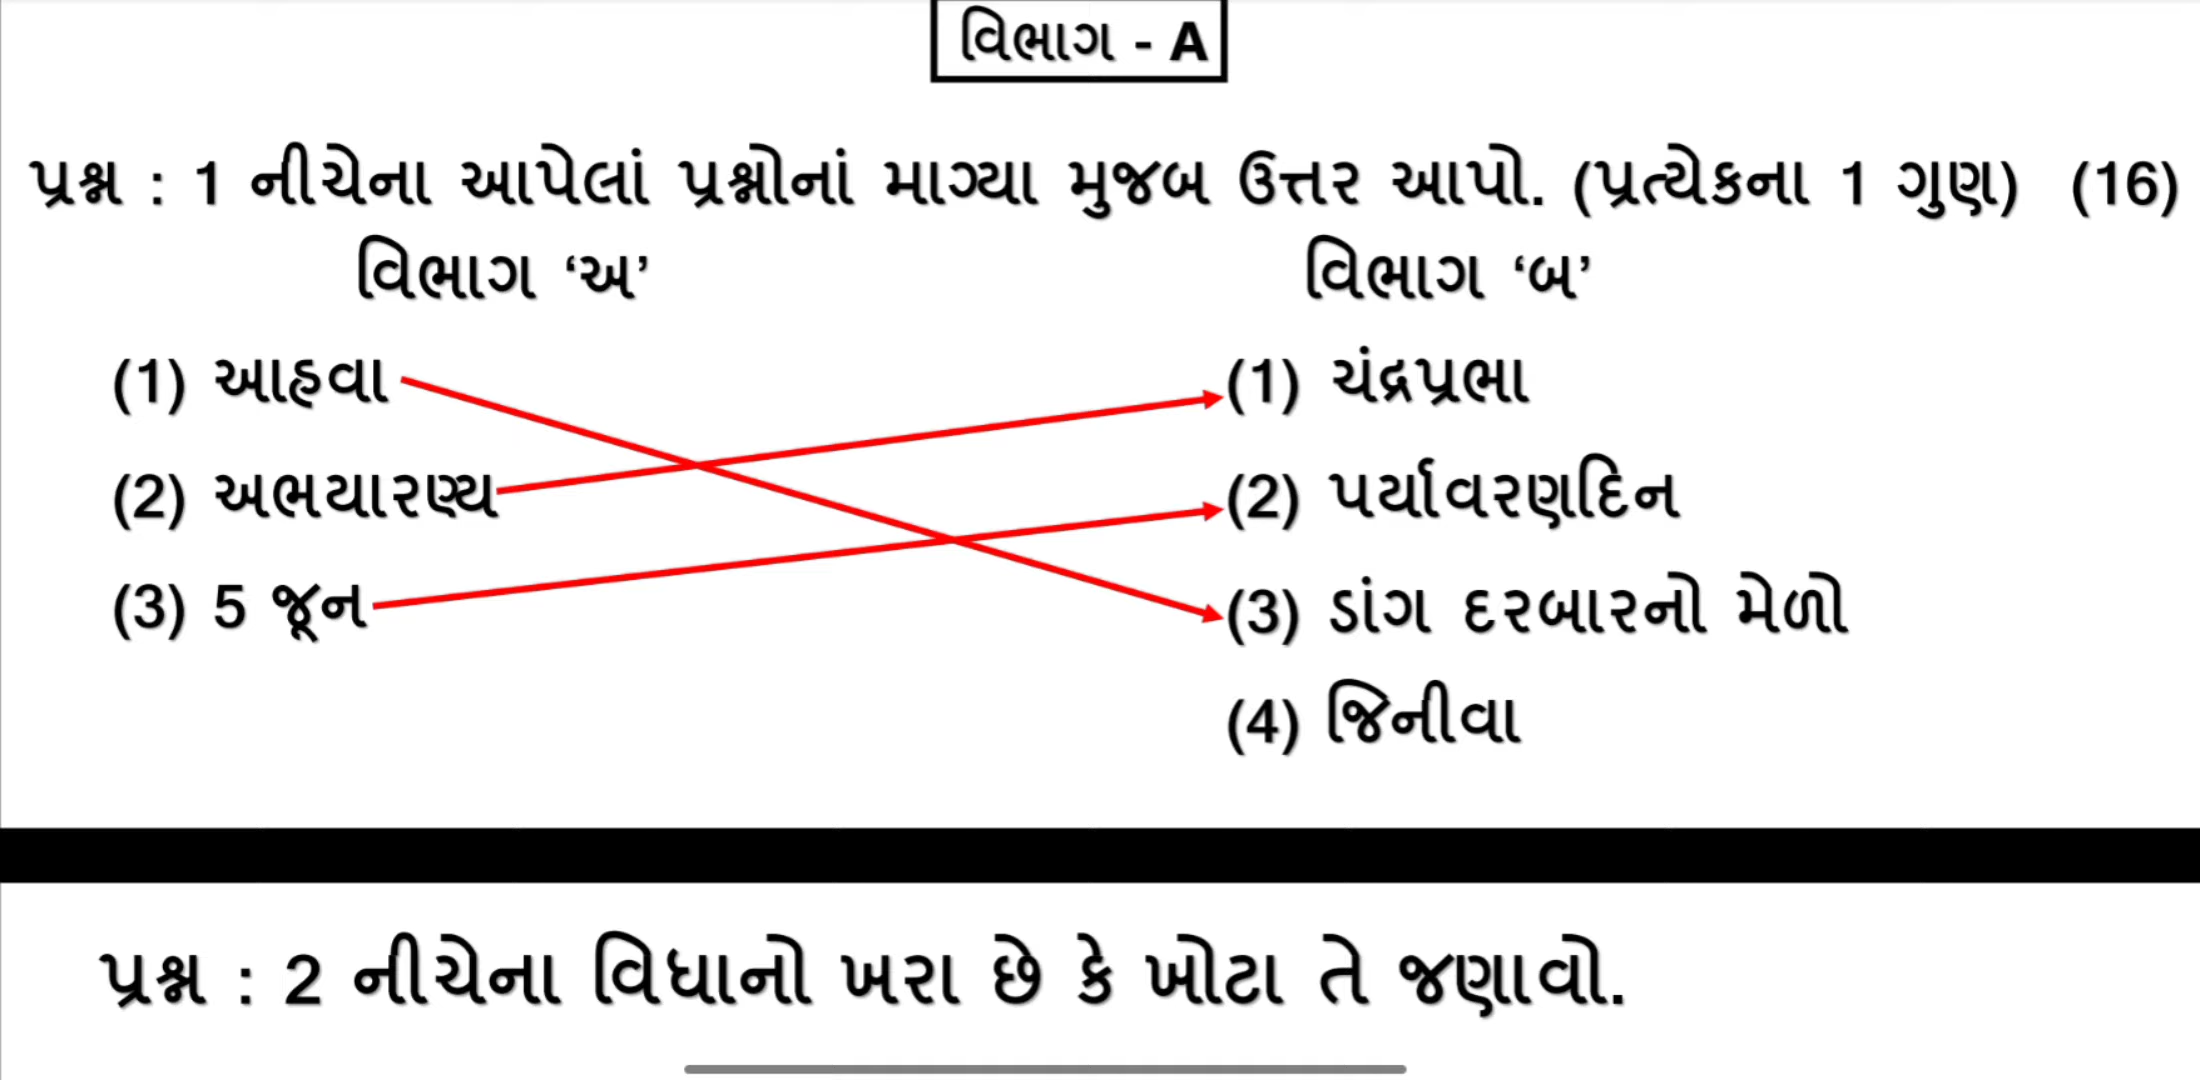 વિભાગ - A
પ્રશ્ન : 1 નીચેના આપેલાં પ્રશ્નોનાં માગ્યા મુજબ ઉત્તર આપો. (પ્રત્યેકના 1 ગુણ) (16)
વિભાગ ‘અ’ વિભાગ ‘બ’
(1) આહવા (1) ચંદ્રપ્રભા
(2) અભયારણ્ય (2) પર્યાવરણદિન
(3) 5 જૂન (3) ડાંગ દરબારનો મેળો
(4) જિનીવા
પ્રશ્ન : 2 નીચેના વિધાનો ખરા છે કે ખોટા તે જણાવો.